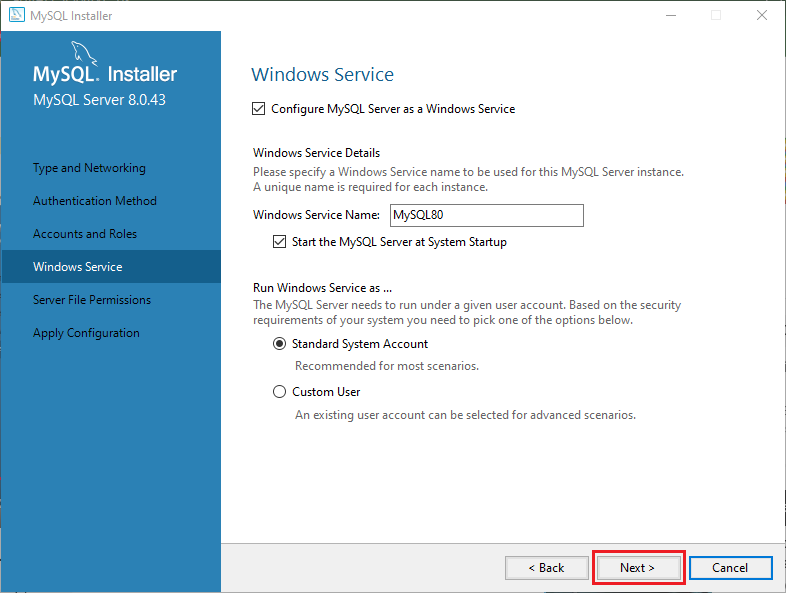 MySQL Installer
MySQL. Installer
MySQL Server 8.0.43
Type and Networking
Authentication Method
Accounts and Roles
Windows Service
Server File Permissions
Apply Configuration
Windows Service
Configure MySQL Server as a Windows Service
Windows Service Details
Please specify a Windows Service name to be used for this MySQL Server instance.
A unique name is required for each instance.
Windows Service Name: MySQL80
Start the MySQL Server at System Startup
Run Windows Service as ...
The MySQL Server needs to run under a given user account. Based on the security
requirements of your system you need to pick one of the options below.
Standard System Account
Recommended for most scenarios.
Custom User
An existing user account can be selected for advanced scenarios.
< Back Next > Cancel